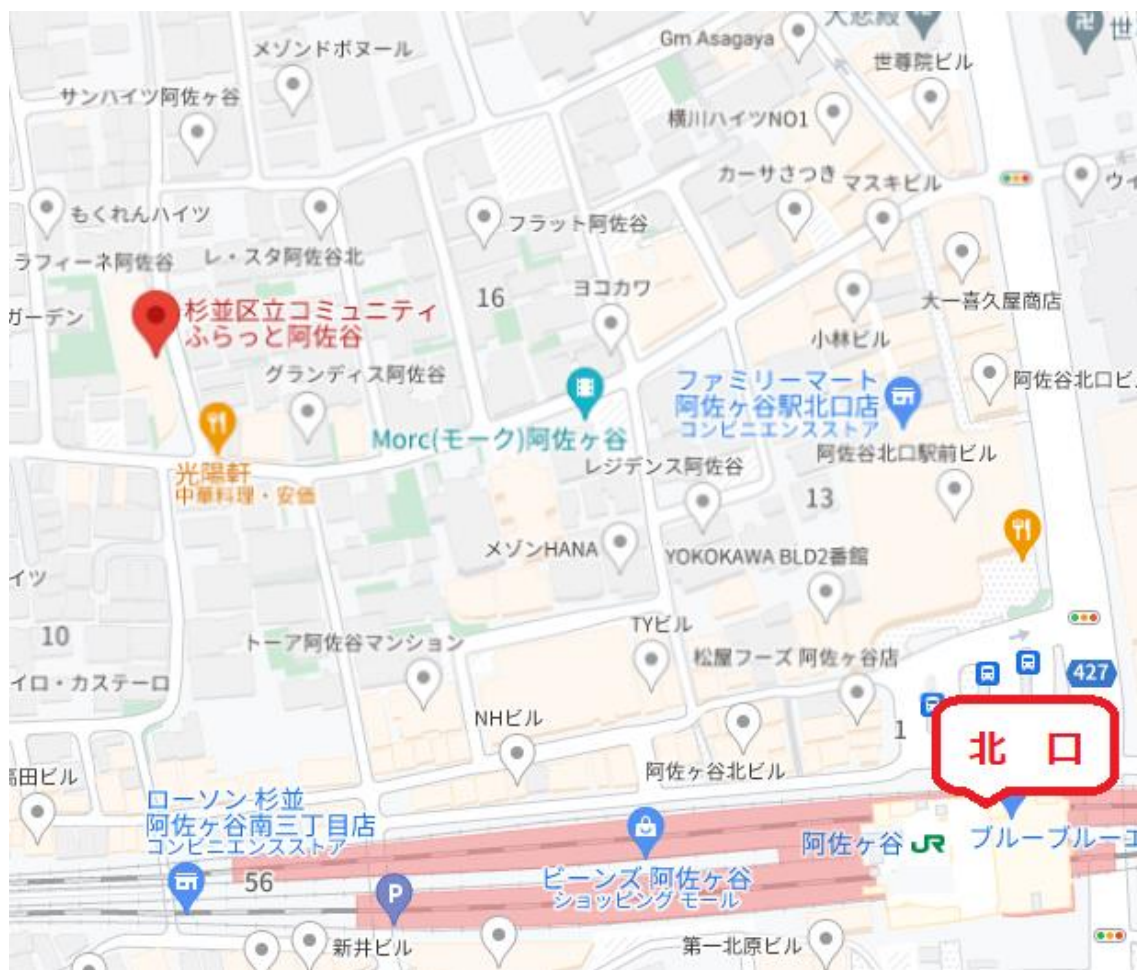 大悲殿
メゾンドボヌール
Gm Asagaya
世尊院ビル
サンハイツ阿佐ヶ谷
横川ハイツNO1
カーサさつき
マスキビル
もくれんハイツ
フラット阿佐谷
ラフィーネ阿佐谷
レ・スタ阿佐谷北
16
ヨコカワ
大一喜久屋商店
ガーデン
杉並区立コミュニティ
ふらっと阿佐谷
小林ビル
グランディス阿佐谷
ファミリーマート
阿佐ヶ谷駅北口店
コンビニエンスストア
阿佐谷北口ビ
Morc(モーク)阿佐ヶ谷
レジデンス阿佐谷
阿佐谷北口駅前ビル
光陽軒
中華料理・安価
13
メゾンHANA
YOKOKAWA BLD2番館
イツ
10
トーア阿佐谷マンション
TYビル
松屋フーズ 阿佐ヶ谷店
427
イロ・カステーロ
NHビル
1
北 口
阿佐ヶ谷北ビル
高田ビル
ローソン 杉並
阿佐ヶ谷南三丁目店
コンビニエンスストア
阿佐ヶ谷 JR
ブルーブルーエ
56
P
ビーンズ 阿佐ヶ谷
ショッピング モール
新井ビル
第一北原ビル